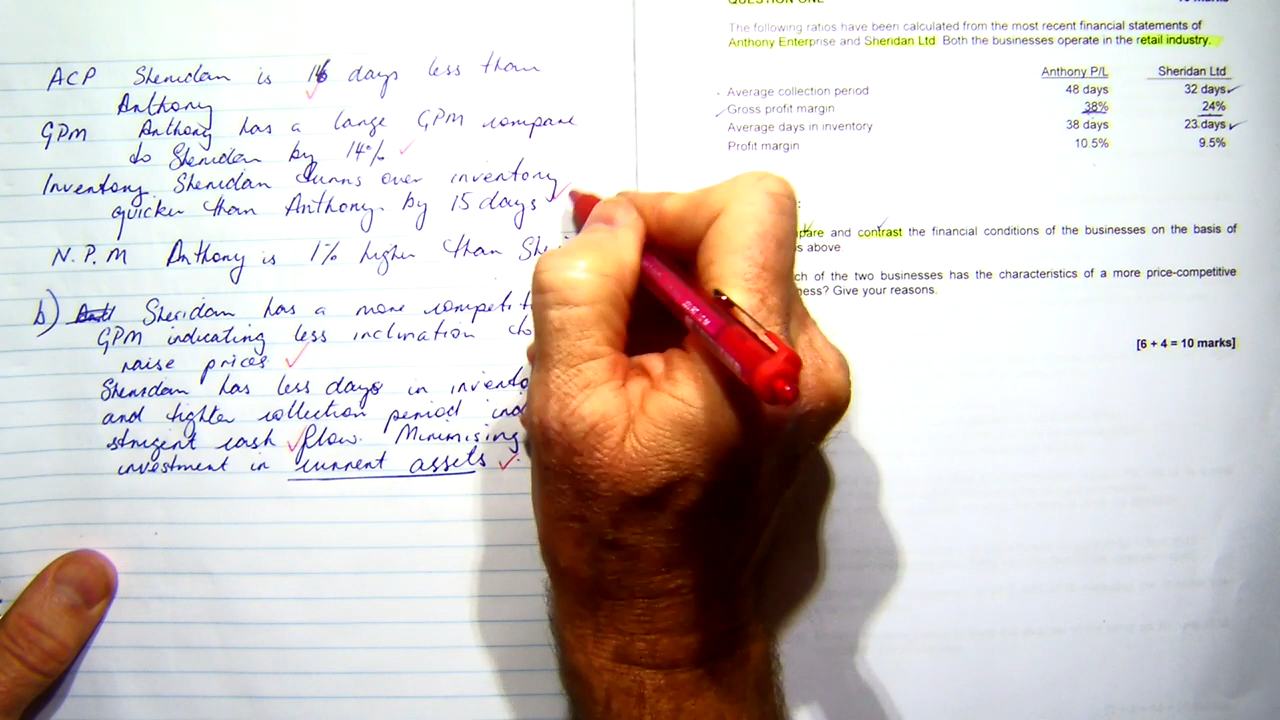 ACP Sheridan is 16 days less than
Anthony
GPM Anthony has a large GPM compare
to Sheridan by 14%
Inventory. Sheridan turns over inventory
quicker than Anthony. by 15 days
N.P.M Anthony is 1% higher than
b) Sheridan has a more
GPM indicating less inclination to
raise prices
Sheridan has less days in
and tighter collection period
stringent cash flow. Minimising
investment in current assets
QUESTION ONE
The following ratios have been calculated from the most recent financial statements of
Anthony Enterprise and Sheridan Ltd Both the businesses operate in the retail industry.
Anthony P/L Sheridan Ltd
Average collection period 48 days 32 days
Gross profit margin 38% 24%
Average days in inventory 38 days 23 days
Profit margin 10.5% 9.5%
and contrast the financial conditions of the businesses on the basis of
above
of the two businesses has the characteristics of a more price-competitive
Give your reasons.
[6 + 4 = 10 marks]